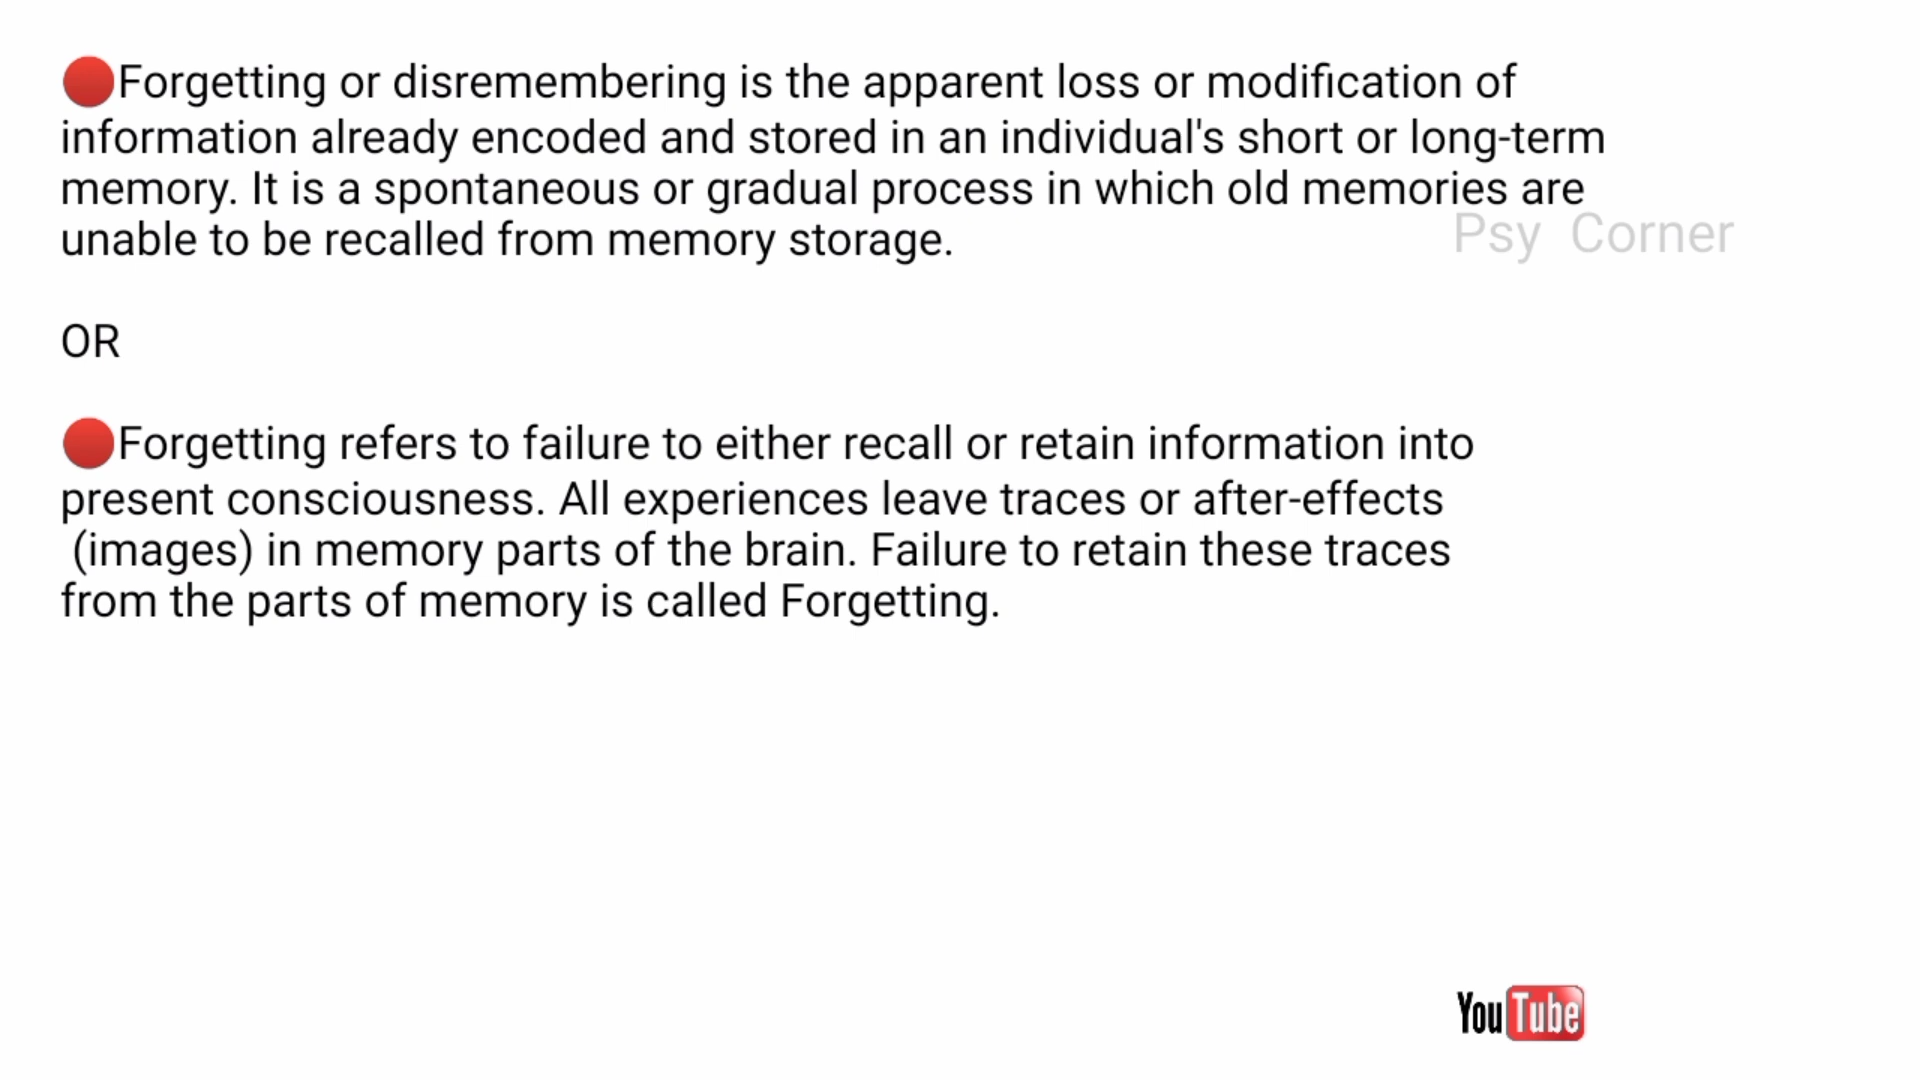 🔴Forgetting or disremembering is the apparent loss or modification of
information already encoded and stored in an individual's short or long-term
memory. It is a spontaneous or gradual process in which old memories are
unable to be recalled from memory storage.
Psy Corner
OR
🔴Forgetting refers to failure to either recall or retain information into
present consciousness. All experiences leave traces or after-effects
(images) in memory parts of the brain. Failure to retain these traces
from the parts of memory is called Forgetting.
YouTube